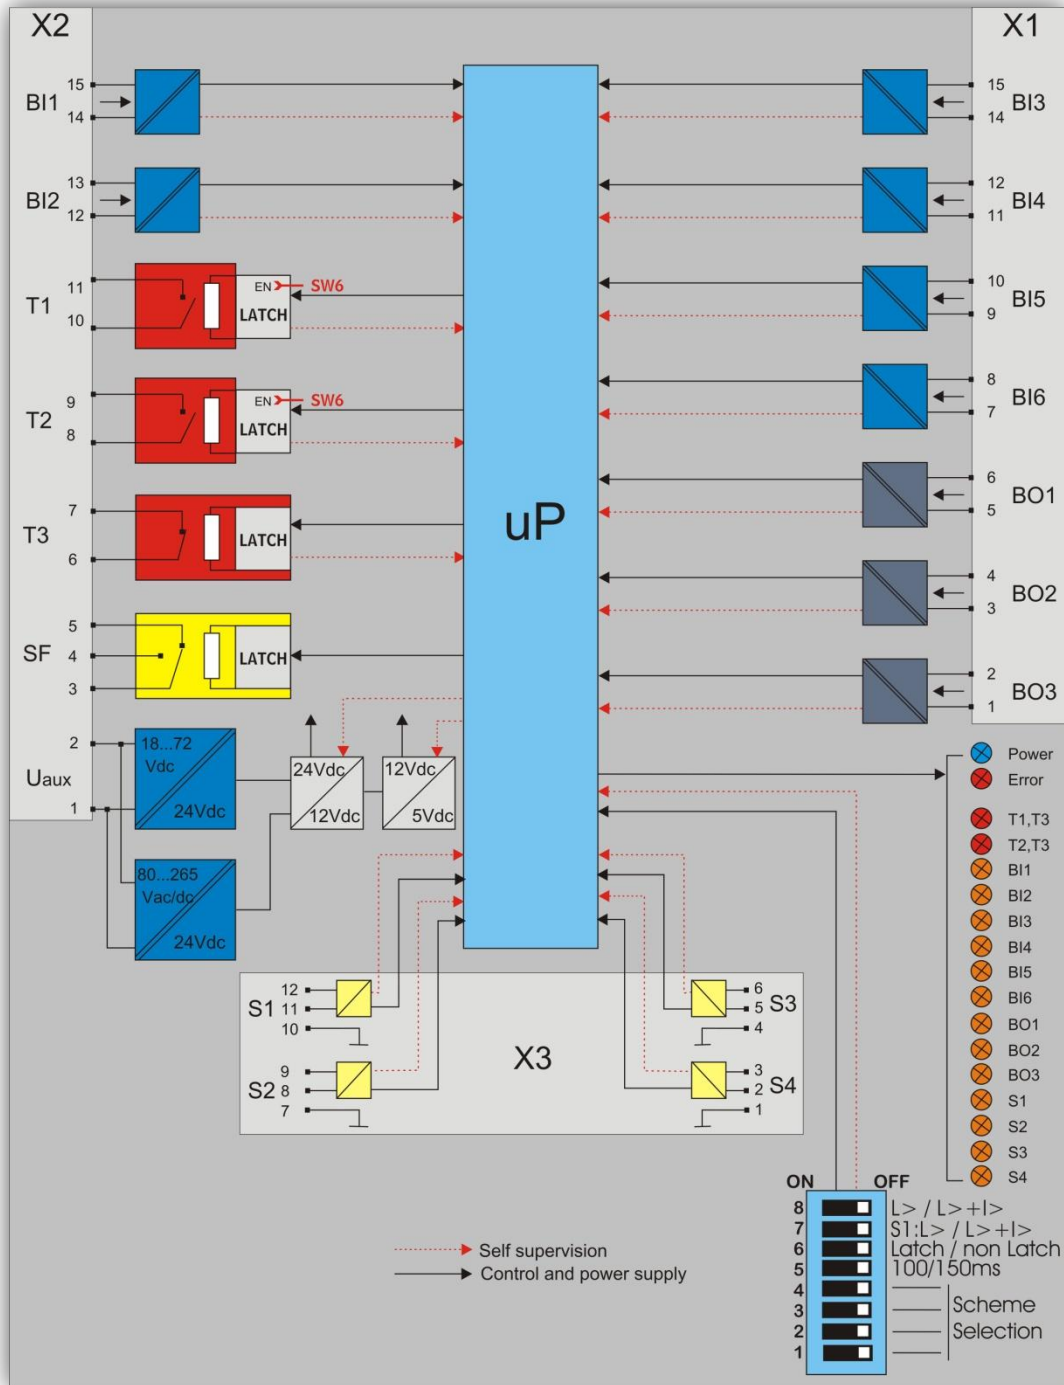 X2
X1
15
BI1
14
13
BI2
12
11
T1
10
EN
SW6
LATCH
9
T2
8
EN
SW6
LATCH
7
T3
6
LATCH
5
SF
4
3
LATCH
2
Uaux
1
18...72
Vdc
24Vdc
80...265
Vac/dc
24Vdc
24Vdc
12Vdc
12Vdc
5Vdc
uP
15
BI3
14
12
BI4
11
10
BI5
9
8
BI6
7
6
BO1
5
4
BO2
3
2
BO3
1
Power
Error
T1,T3
T2,T3
BI1
BI2
BI3
BI4
BI5
BI6
BO1
BO2
BO3
S1
S2
S3
S4
12
S1 11
10
9
S2 8
7
X3
6
5 S3
4
3
2 S4
1
Self supervision
Control and power supply
ON OFF
8 L> / L>+I>
7 S1:L> / L>+I>
6 Latch / non Latch
5 100/150ms
4
3 Scheme
2 Selection
1